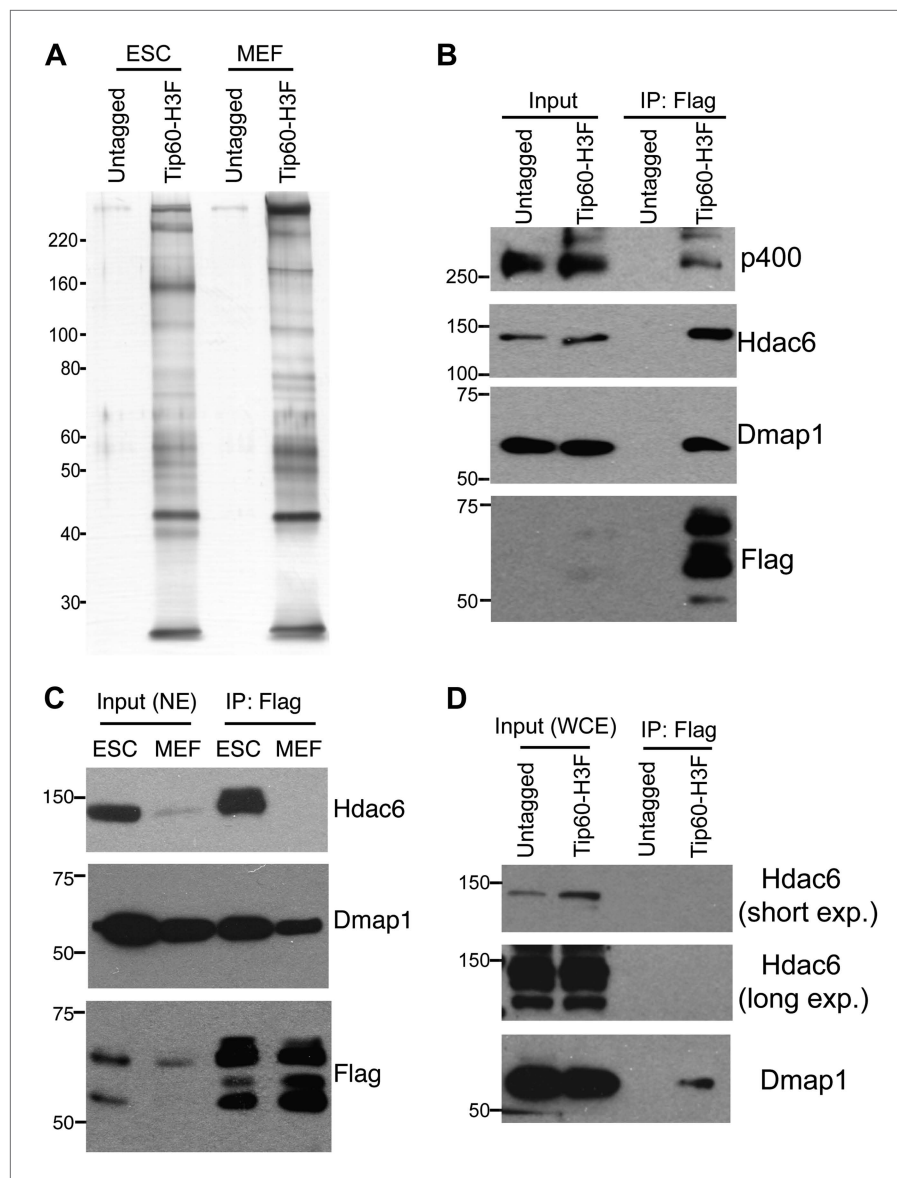 A
ESC MEF
Untagged
Tip60-H3F
Untagged
Tip60-H3F
220
160
100
80
60
50
40
30
B
Input IP: Flag
Untagged
Tip60-H3F
Untagged
Tip60-H3F
250
p400
150
100
Hdac6
75
50
Dmap1
75
50
Flag
C
Input (NE) IP: Flag
ESC MEF ESC MEF
150
Hdac6
75
50
Dmap1
75
50
Flag
D
Input (WCE) IP: Flag
Untagged
Tip60-H3F
Untagged
Tip60-H3F
150
Hdac6
(short exp.)
150
Hdac6
(long exp.)
50
Dmap1